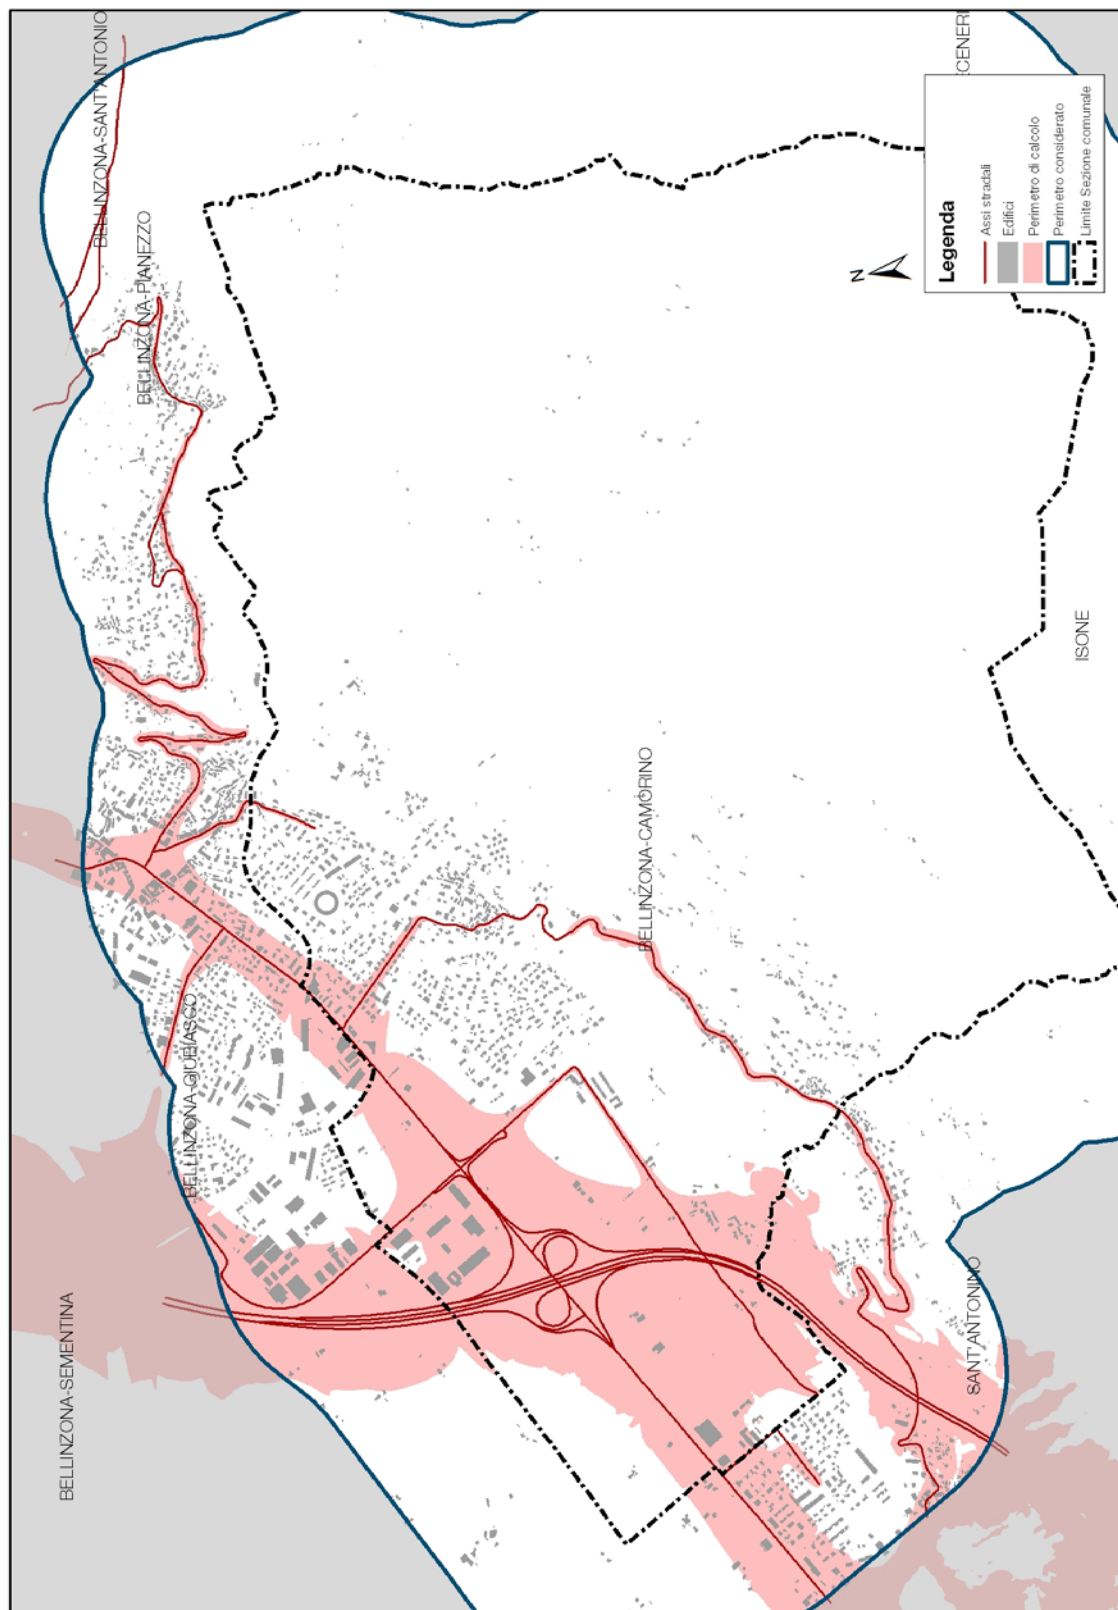 BELLINZONA-SEMENTINA
BELLINZONA-GIUBIASCO
BELLINZONA-PIANEZZO
BELLINZONA-SANT'ANTONIO
BELLINZONA-CAMORINO
SANT'ANTONINO
ISONE
N
Legenda
Assi stradali
Edifici
Perimetro di calcolo
Perimetro considerato
Limite Sezione comunale